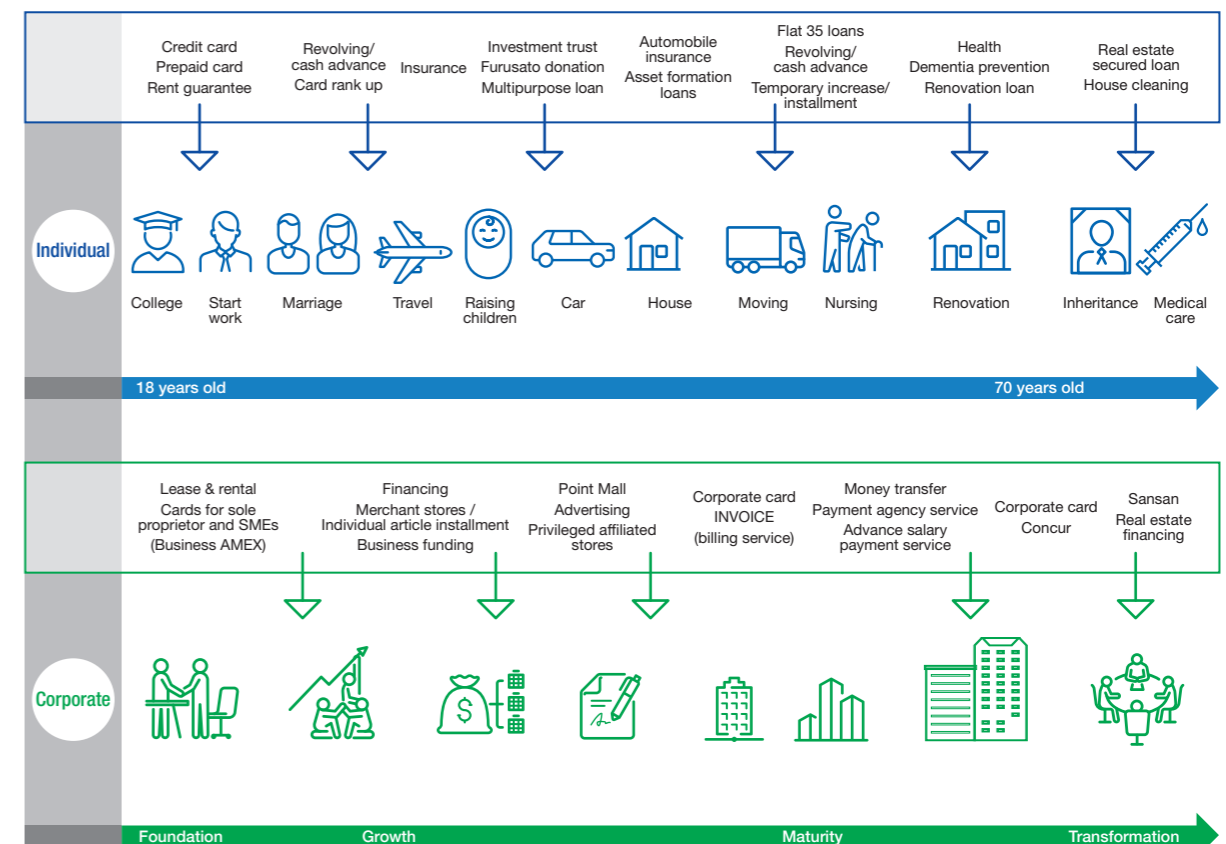 Credit card
Prepaid card
Rent guarantee
Revolving/
cash advance
Card rank up
Insurance
Investment trust
Furusato donation
Multipurpose loan
Automobile
insurance
Asset formation
loans
Flat 35 loans
Revolving/
cash advance
Temporary increase/
installment
Health
Dementia prevention
Renovation loan
Real estate
secured loan
House cleaning
Individual
College
Start
work
Marriage
Travel
Raising
children
Car
House
Moving
Nursing
Renovation
Inheritance
Medical
care
18 years old
70 years old
Lease & rental
Cards for sole
proprietor and SMEs
(Business AMEX)
Financing
Merchant stores /
Individual article installment
Business funding
Point Mall
Advertising
Privileged affiliated
stores
Corporate card
INVOICE
(billing service)
Money transfer
Payment agency service
Advance salary
payment service
Corporate card
Concur
Sansan
Real estate
financing
Corporate
$
Foundation
Growth
Maturity
Transformation